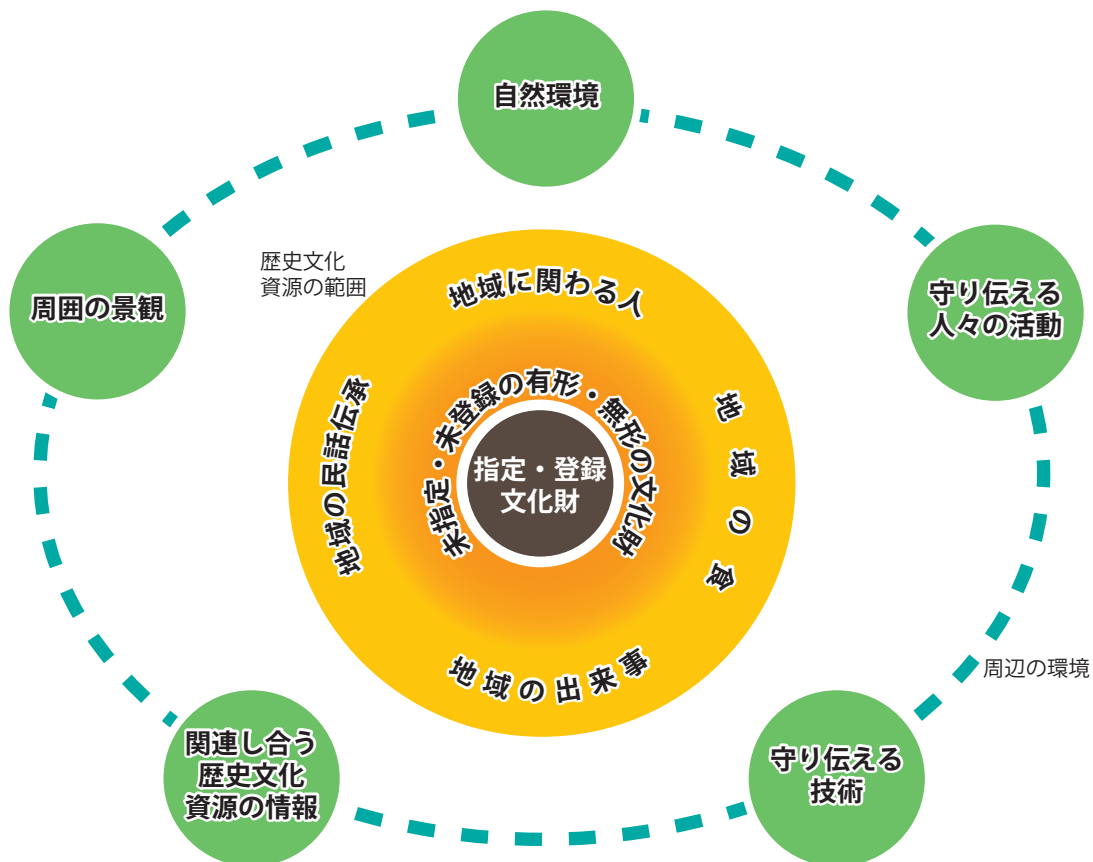 自然環境
周囲の景観
守り伝える
人々の活動
歴史文化
資源の範囲
地域に関わる人
地域の民話伝承
未指定・未登録の有形・無形の文化財
指定・登録
文化財
地域の食
地域の出来事
周辺の環境
関連し合う
歴史文化
資源の情報
守り伝える
技術